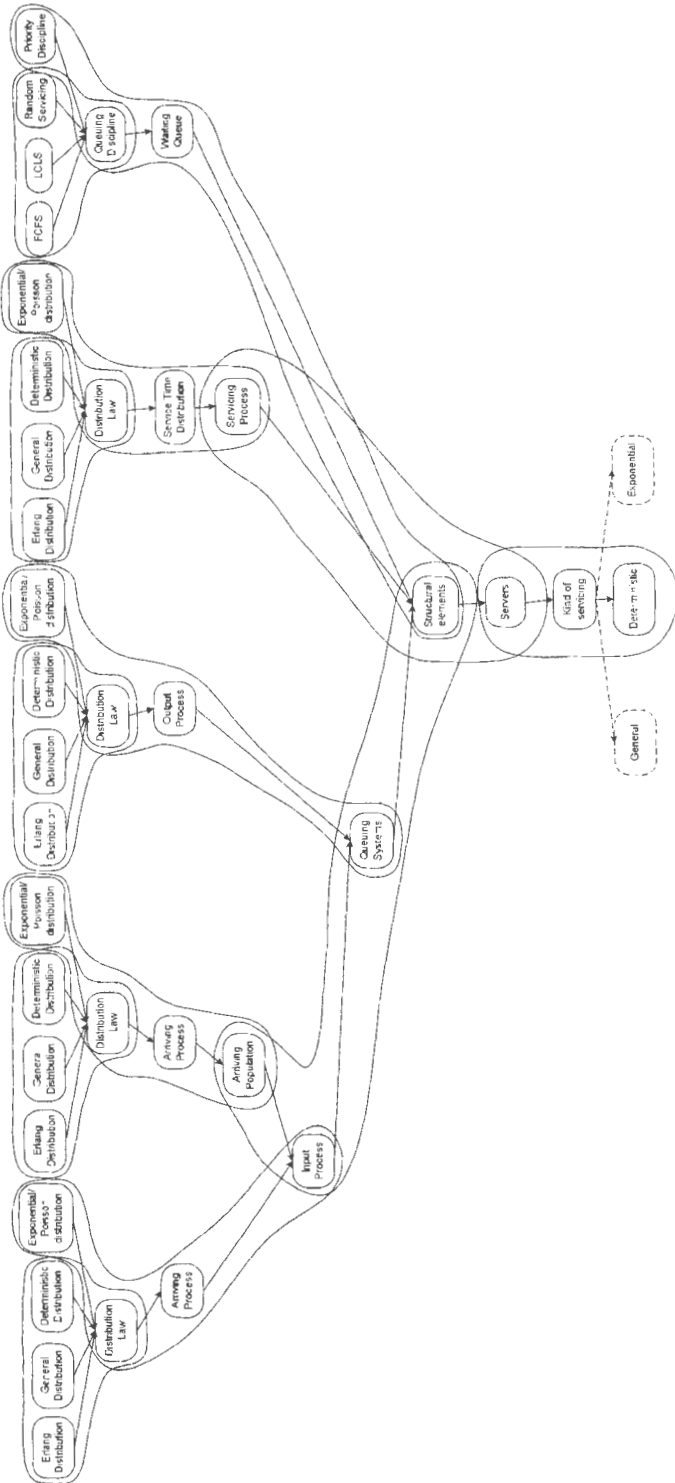 Erlang
Distribution
General
Distribution
Deterministic
Distribution
Exponential/
Poisson
distribution
Erlang
Distribution
General
Distribution
Deterministic
Distribution
Exponential/
Poisson
distribution
Erlang
Distribution
General
Distribution
Deterministic
Distribution
Exponential/
Poisson
distribution
Erlang
Distribution
General
Distribution
Deterministic
Distribution
Exponential/
Poisson
distribution
FCFS
LCLS
Random
Servicing
Priority
Discipline
Distribution
Law
Distribution
Law
Distribution
Law
Distribution
Law
Queuing
Discipline
Arriving
Process
Arriving
Process
Output
Process
Service Time
Distribution
Waiting
Queue
Arriving
Population
Servicing
Process
Input
Process
Queuing
Systems
Structural
elements
Servers
Kind of
servicing
General
Deterministic
Exponential